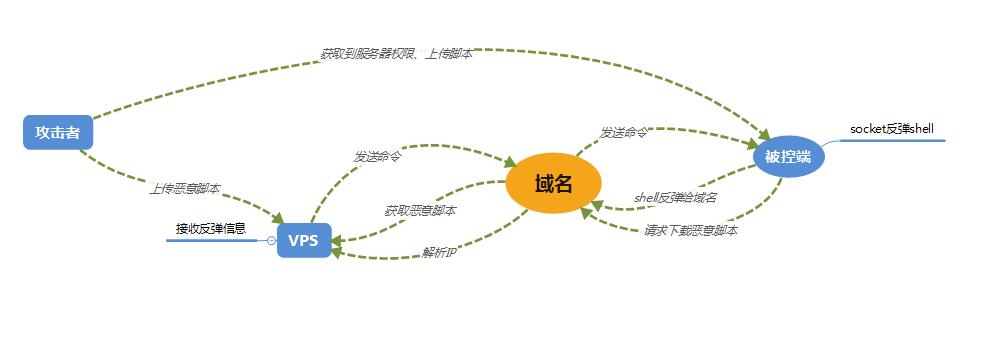 获取到服务器权限、上传脚本
攻击者
发送命令
socket反弹shell
发送命令
被控端
上传恶意脚本
域名
shell反弹给域名
获取恶意脚本
接收反弹信息
请求下载恶意脚本
VPS
解析IP